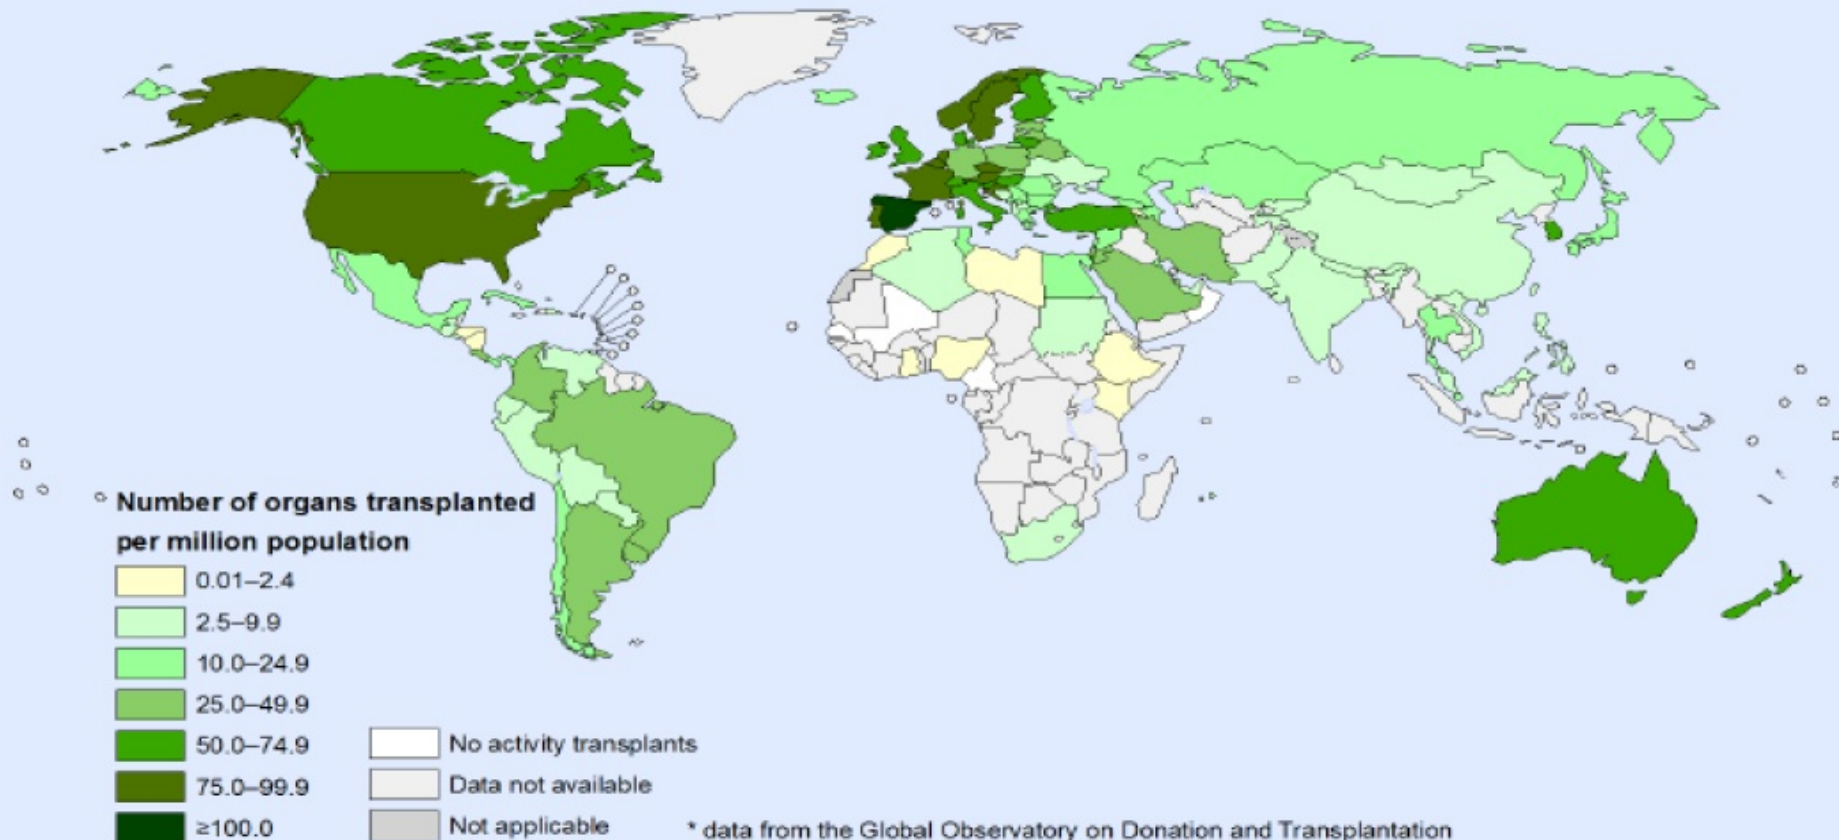 Number of organs transplanted
per million population
0.01–2.4
2.5–9.9
10.0–24.9
25.0–49.9
50.0–74.9
75.0–99.9
≥100.0
No activity transplants
Data not available
Not applicable
* data from the Global Observatory on Donation and Transplantation